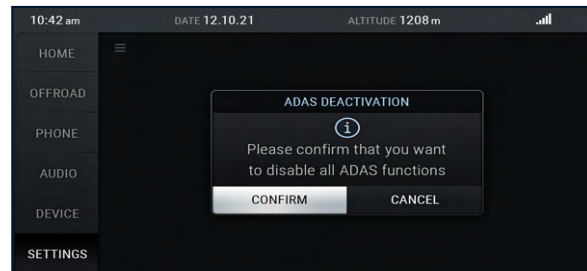 10:42 am DATE 12.10.21 ALTITUDE 1208 m
HOME
OFFROAD
PHONE
AUDIO
DEVICE
SETTINGS
ADAS DEACTIVATION
Please confirm that you want
to disable all ADAS functions
CONFIRM CANCEL